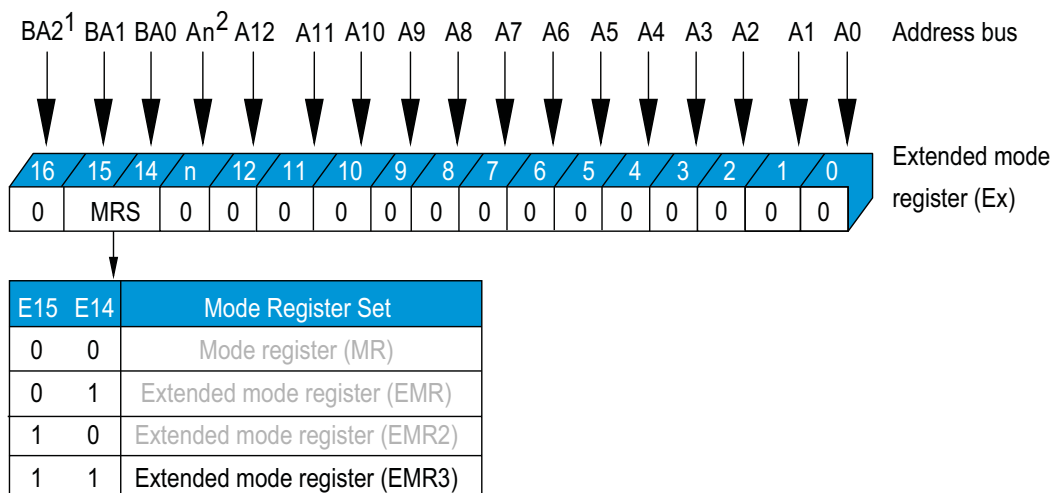 BA2¹ BA1 BA0 An² A12 A11 A10 A9 A8 A7 A6 A5 A4 A3 A2 A1 A0 Address bus
16 15 14 n 12 11 10 9 8 7 6 5 4 3 2 1 0 Extended mode
0 MRS 0 0 0 0 0 0 0 0 0 0 0 0 0 0 register (Ex)
E15 E14 Mode Register Set
0 0 Mode register (MR)
0 1 Extended mode register (EMR)
1 0 Extended mode register (EMR2)
1 1 Extended mode register (EMR3)